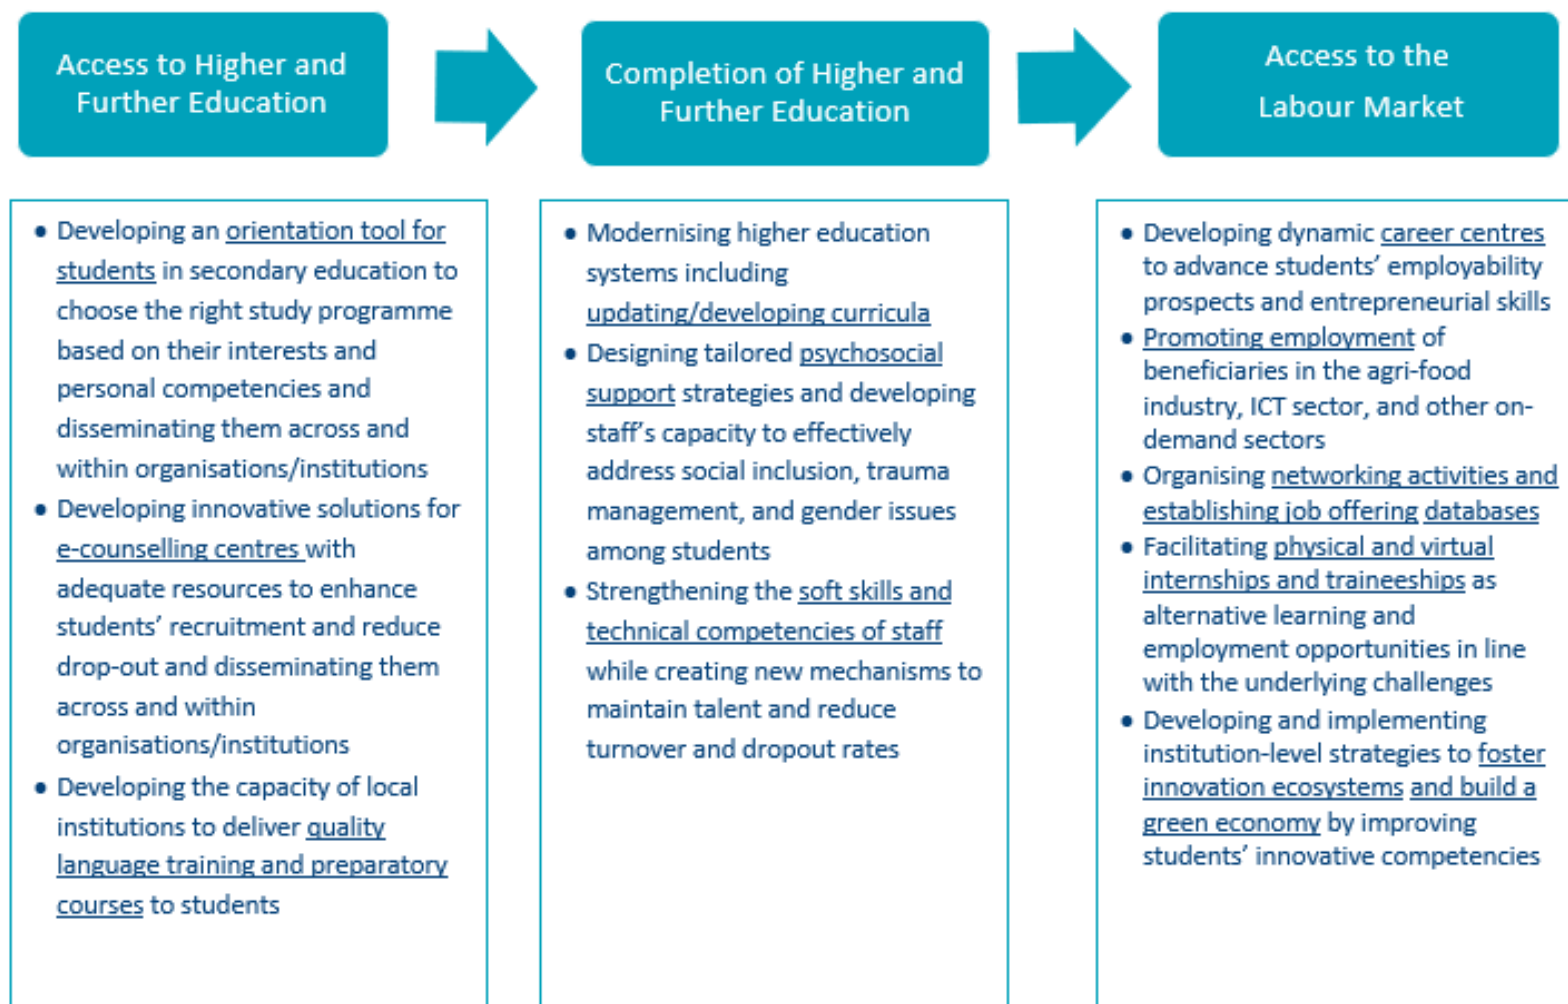 Access to Higher and
Further Education
Completion of Higher and
Further Education
Access to the
Labour Market
● Developing an orientation tool for
students in secondary education to
choose the right study programme
based on their interests and
personal competencies and
disseminating them across and
within organisations/institutions
● Developing innovative solutions for
e-counselling centres with
adequate resources to enhance
students’ recruitment and reduce
drop-out and disseminating them
across and within
organisations/institutions
● Developing the capacity of local
institutions to deliver quality
language training and preparatory
courses to students
● Modernising higher education
systems including
updating/developing curricula
● Designing tailored psychosocial
support strategies and developing
staff’s capacity to effectively
address social inclusion, trauma
management, and gender issues
among students
● Strengthening the soft skills and
technical competencies of staff
while creating new mechanisms to
maintain talent and reduce
turnover and dropout rates
● Developing dynamic career centres
to advance students’ employability
prospects and entrepreneurial skills
● Promoting employment of
beneficiaries in the agri-food
industry, ICT sector, and other on-
demand sectors
● Organising networking activities and
establishing job offering databases
● Facilitating physical and virtual
internships and traineeships as
alternative learning and
employment opportunities in line
with the underlying challenges
● Developing and implementing
institution-level strategies to foster
innovation ecosystems and build a
green economy by improving
students’ innovative competencies